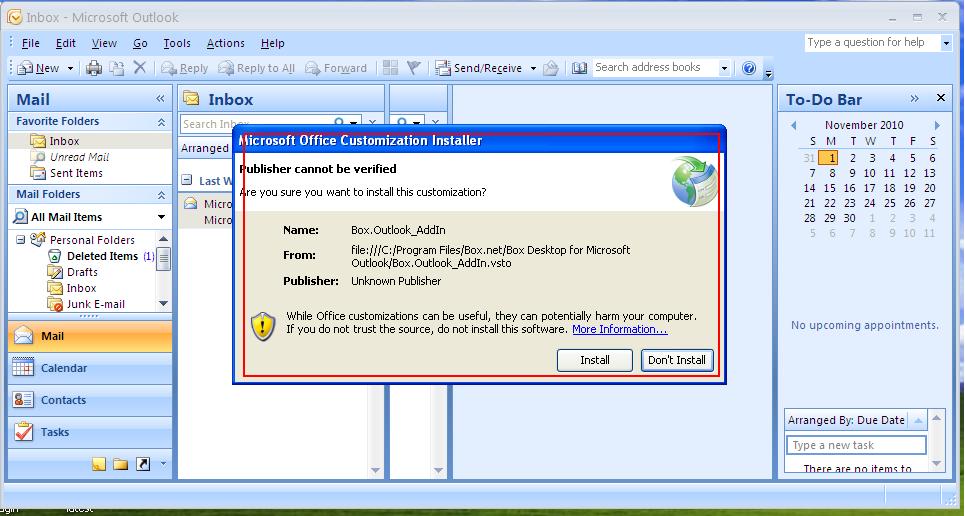 Inbox - Microsoft Outlook
File Edit View Go Tools Actions Help
Type a question for help
New Reply Reply to All Forward Send/Receive Search address books
Mail
Favorite Folders
Inbox
Unread Mail
Sent Items
Mail Folders
All Mail Items
Personal Folders
Deleted Items (1)
Drafts
Inbox
Junk E-mail
Mail
Calendar
Contacts
Tasks
Inbox
Search Inbox
Arranged
Last W
Micro
Micro
Microsoft Office Customization Installer
Publisher cannot be verified
Are you sure you want to install this customization?
Name: Box.Outlook_AddIn
From: file:///C:/Program Files/Box.net/Box Desktop for Microsoft
Outlook/Box.Outlook_AddIn.vsto
Publisher: Unknown Publisher
While Office customizations can be useful, they can potentially harm your computer.
If you do not trust the source, do not install this software. More Information...
Install Don't Install
To-Do Bar
November 2010
S M T W T F S
31 1 2 3 4 5 6
7 8 9 10 11 12 13
14 15 16 17 18 19 20
21 22 23 24 25 26 27
28 29 30 1 2 3 4
5 6 7 8 9 10 11
No upcoming appointments.
Arranged By: Due Date
Type a new task
There are no items to